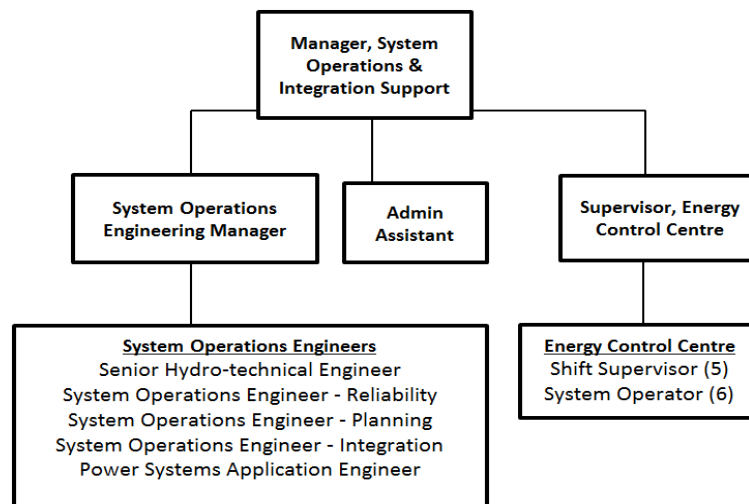 Manager, System
Operations &
Integration Support
System Operations
Engineering Manager
Admin
Assistant
Supervisor, Energy
Control Centre
System Operations Engineers
Senior Hydro-technical Engineer
System Operations Engineer - Reliability
System Operations Engineer - Planning
System Operations Engineer - Integration
Power Systems Application Engineer
Energy Control Centre
Shift Supervisor (5)
System Operator (6)